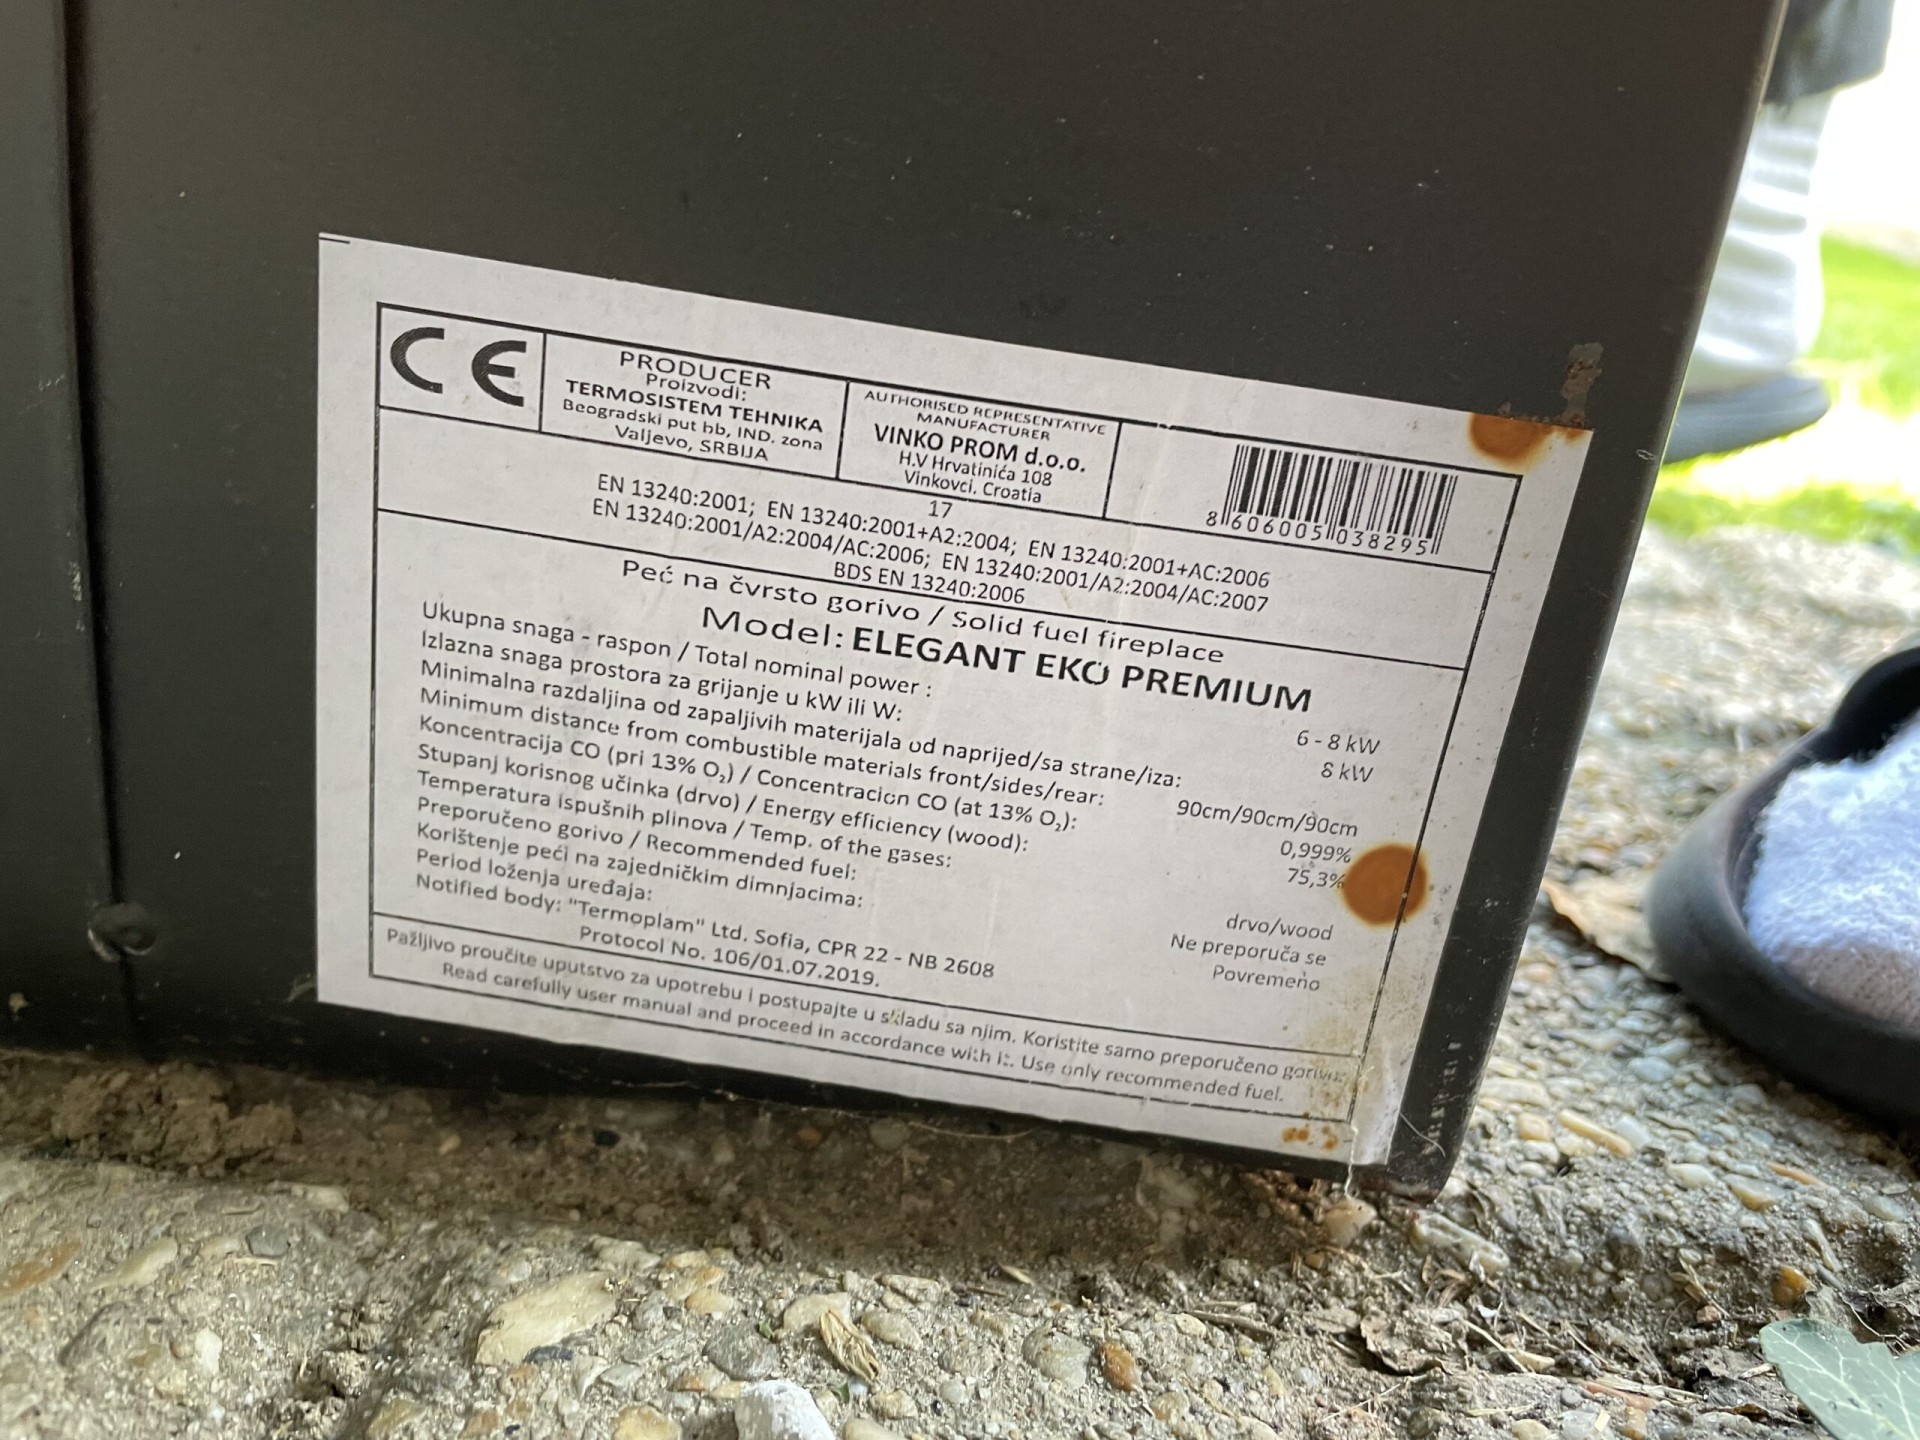 CE
PRODUCER
Proizvodi:
TERMOSISTEM TEHNIKA
Beogradski put bb, IND. zona
Valjevo, SRBIJA
AUTHORISED REPRESENTATIVE
MANUFACTURER
VINKO PROM d.o.o.
H.V Hrvatinića 108
Vinkovci, Croatia
8 606005 038295
17
EN 13240:2001; EN 13240:2001+A2:2004; EN 13240:2001+AC:2006
EN 13240:2001/A2:2004/AC:2006; EN 13240:2001/A2:2004/AC:2007
BDS EN 13240:2006
Peć na čvrsto gorivo / Solid fuel fireplace
Model: ELEGANT EKO PREMIUM
Ukupna snaga - raspon / Total nominal power : 6 - 8 kW
Izlazna snaga prostora za grijanje u kW ili W: 8 kW
Minimalna razdaljina od zapaljivih materijala od naprijed/sa strane/iza:
Minimum distance from combustible materials front/sides/rear: 90cm/90cm/90cm
Koncentracija CO (pri 13% O₂) / Concentracion CO (at 13% O₂): 0,999%
Stupanj korisnog učinka (drvo) / Energy efficiency (wood): 75,3%
Temperatura ispušnih plinova / Temp. of the gases:
Preporučeno gorivo / Recommended fuel: drvo/wood
Korištenje peći na zajedničkim dimnjacima: Ne preporuča se
Period loženja uređaja: Povremeno
Notified body: "Termoplam" Ltd. Sofia, CPR 22 - NB 2608
Protocol No. 106/01.07.2019.
Pažljivo proučite uputstvo za upotrebu i postupajte u skladu sa njim. Koristite samo preporučeno gorivo.
Read carefully user manual and proceed in accordance with it. Use only recommended fuel.